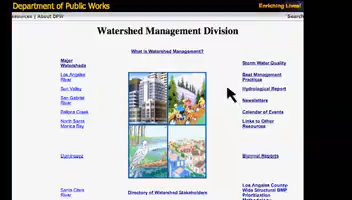 Department of Public Works
Enriching Lives!
Resources | About DPW
Search
Watershed Management Division
What is Watershed Management?
Major
Watersheds
Los Angeles
River
Sun Valley
San Gabriel
River
Ballona Creek
North Santa
Monica Bay
Dominguez
Santa Clara
River
Storm Water Quality
Best Management
Practices
Hydrological Report
Newsletters
Calendar of Events
Links to Other
Resources
Biennial Reports
Directory of Watershed Stakeholders
Los Angeles County-
Wide Structural BMP
Prioritization
Methodology